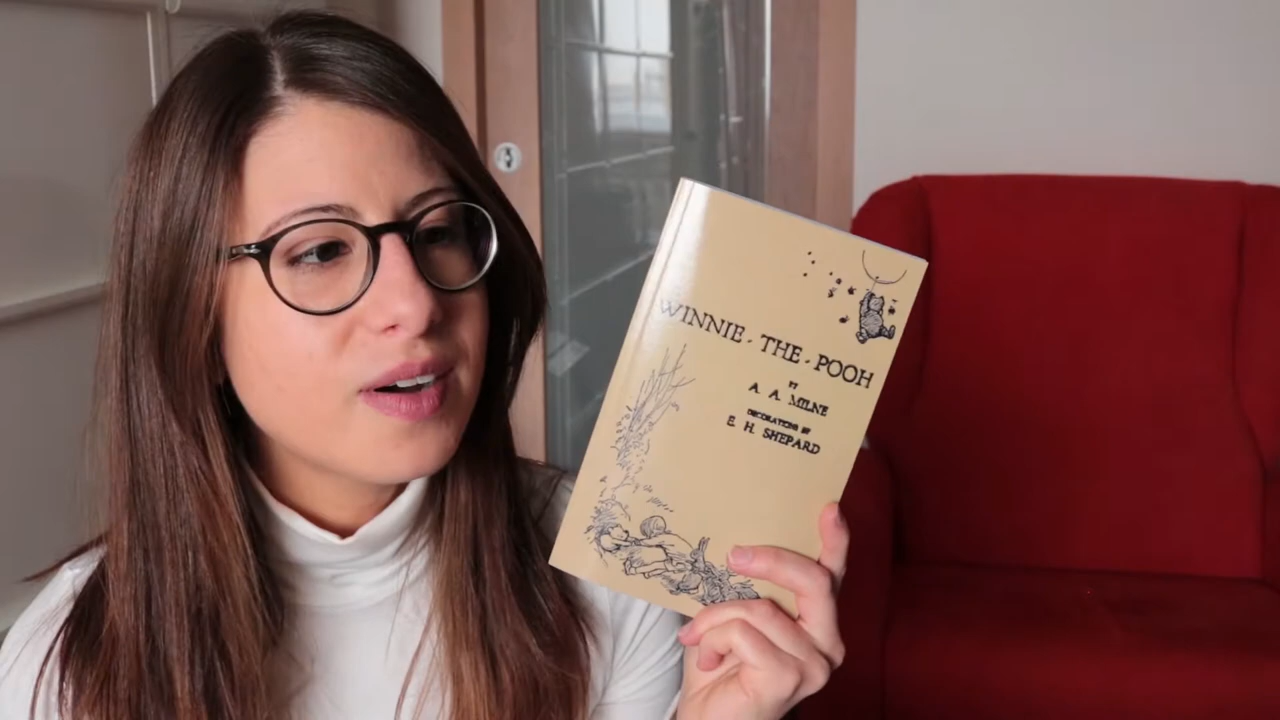 WINNIE-THE-POOH
BY
A. A. MILNE
DECORATIONS BY
E. H. SHEPARD